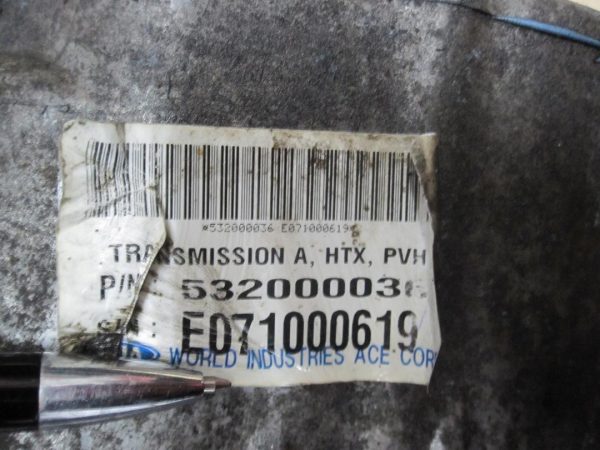 *532000036 E071000619*
TRANSMISSION A, HTX, PVH
P/N : 532000036
S/N : E071000619
WORLD INDUSTRIES ACE CORP